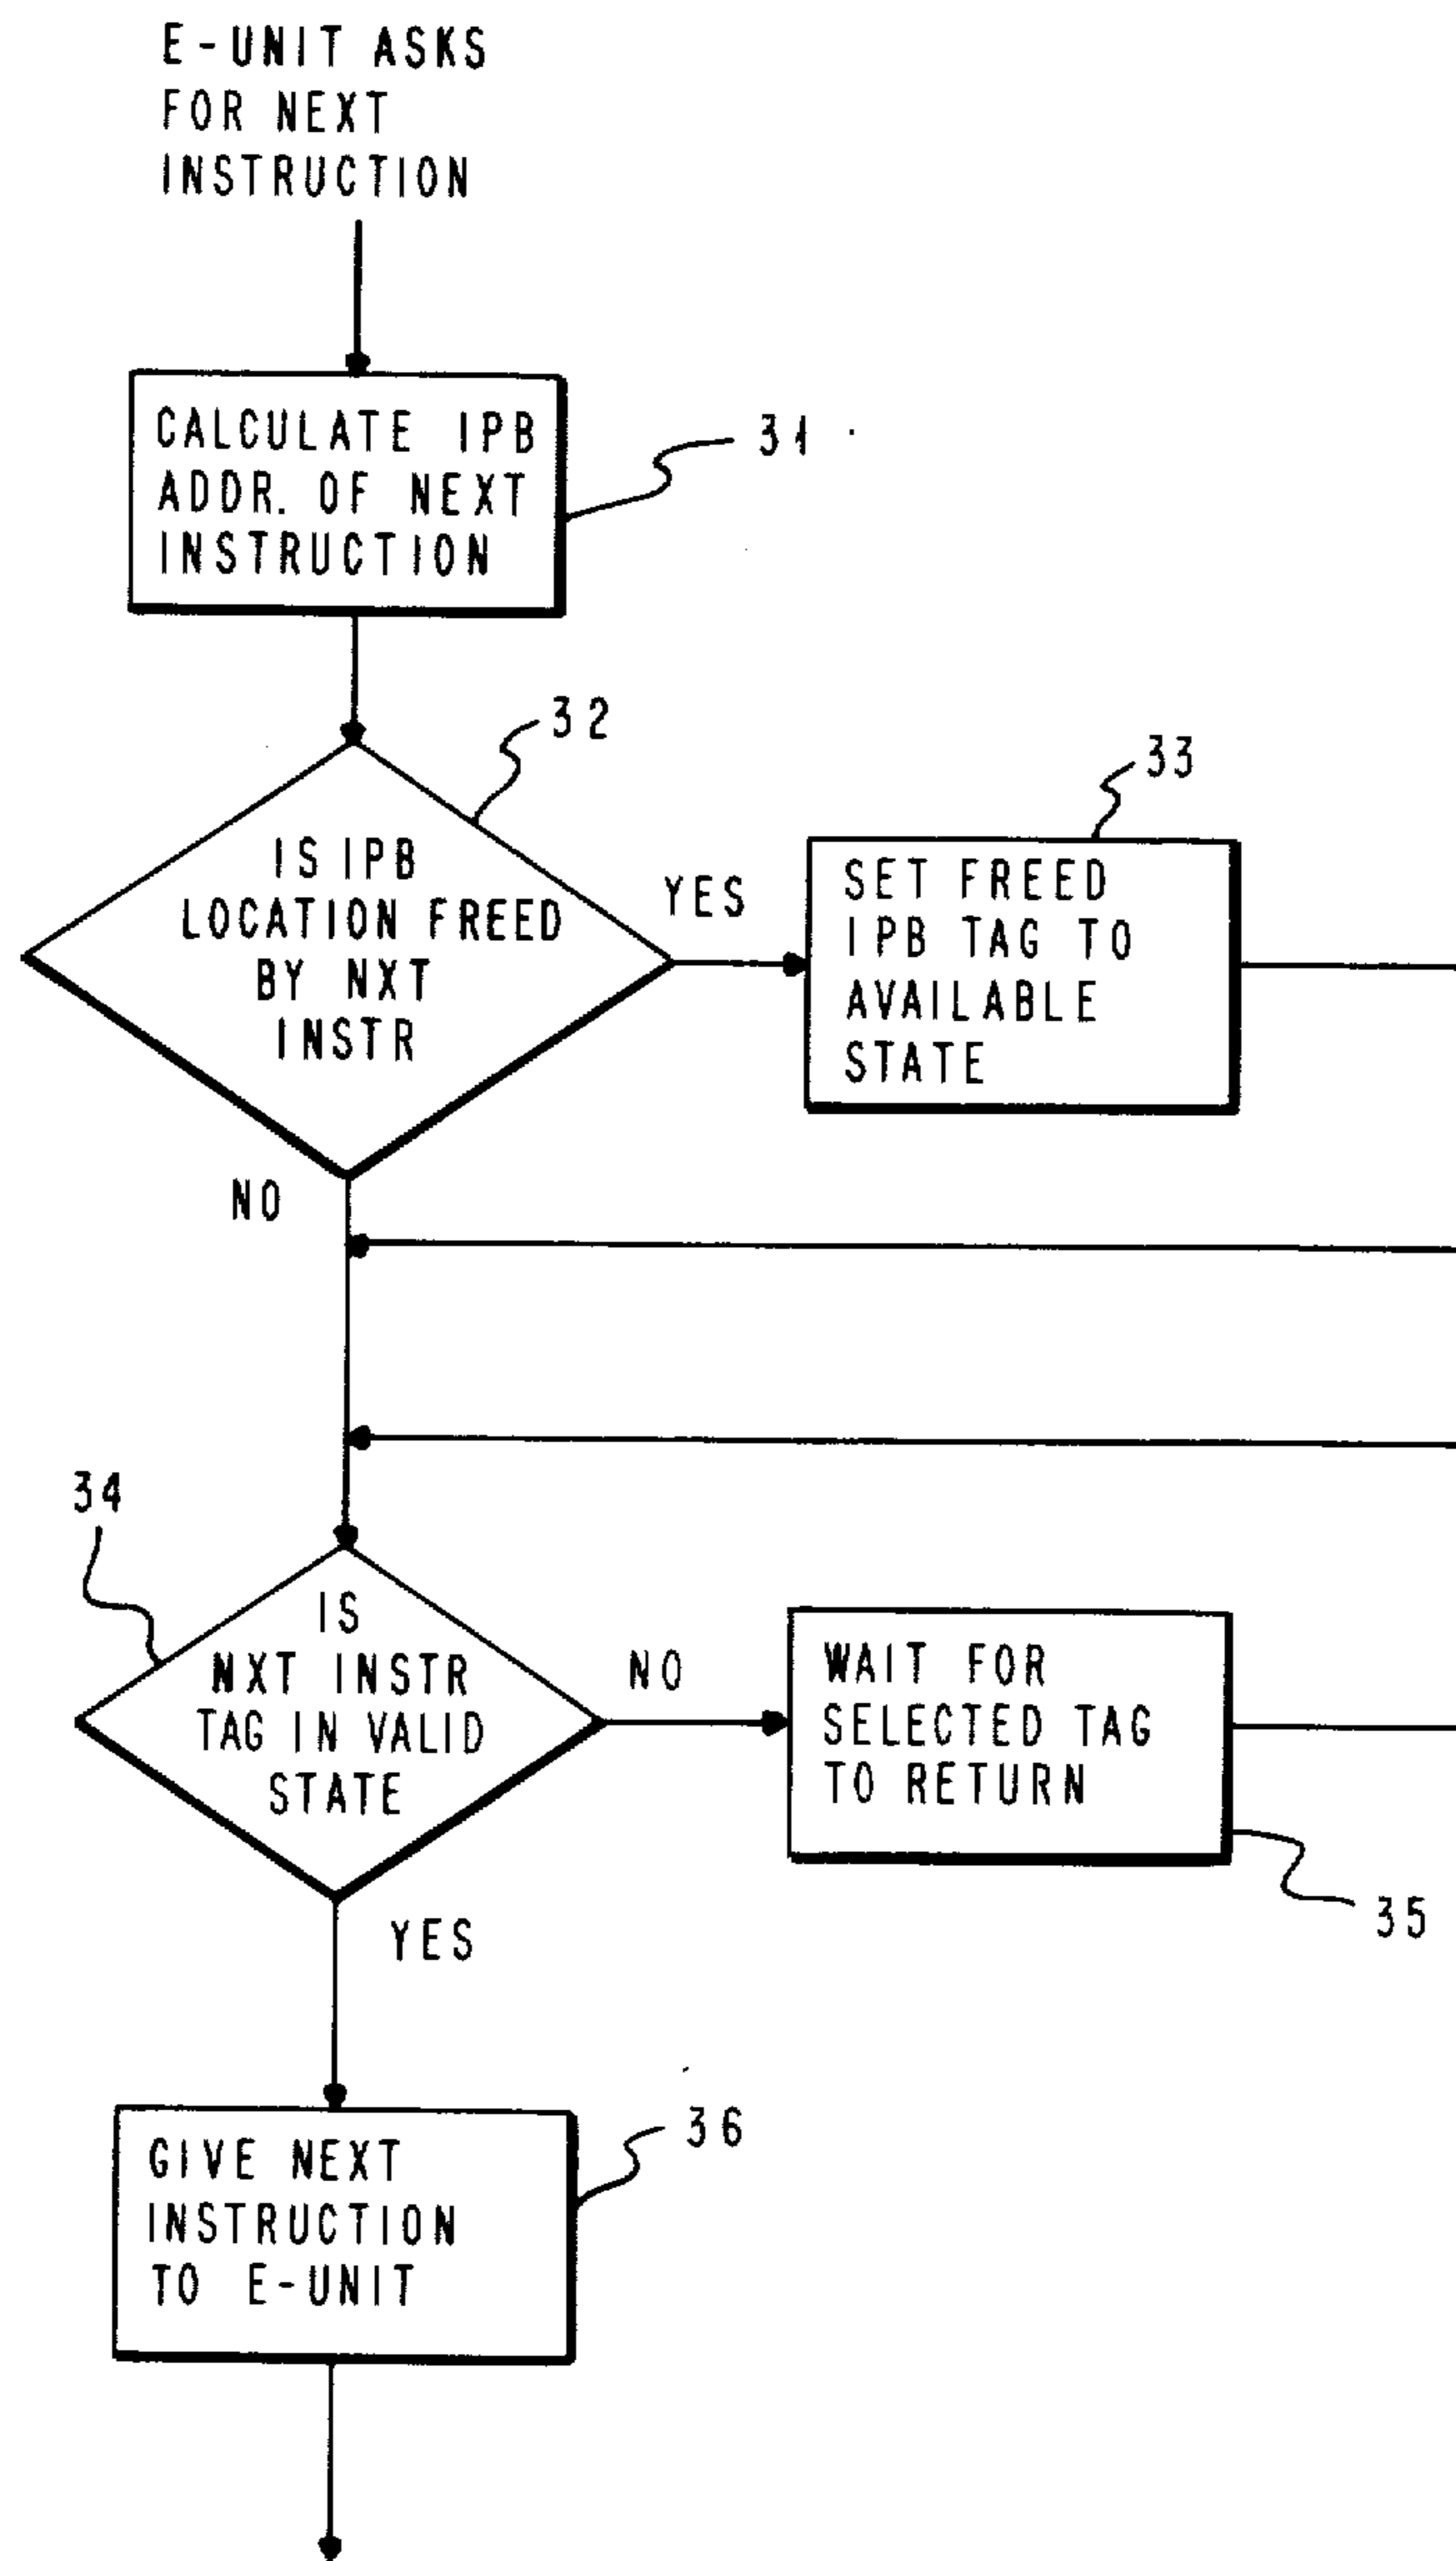 E-UNIT ASKS
FOR NEXT
INSTRUCTION
CALCULATE IPB
ADDR. OF NEXT
INSTRUCTION
31
32
IS IPB
LOCATION FREED
BY NXT
INSTR
YES
33
SET FREED
IPB TAG TO
AVAILABLE
STATE
NO
34
IS
NXT INSTR
TAG IN VALID
STATE
NO
WAIT FOR
SELECTED TAG
TO RETURN
35
YES
36
GIVE NEXT
INSTRUCTION
TO E-UNIT